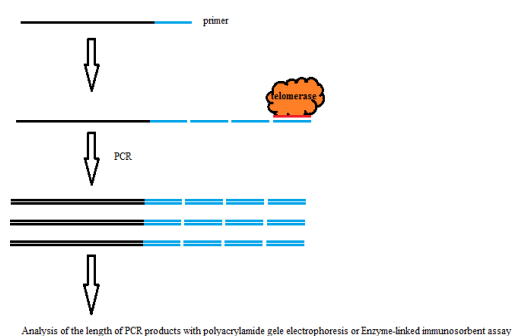 primer
telomerase
PCR
Analysis of the length of PCR products with polyacrylamide gele electrophoresis or Enzyme-linked immunosorbent assay